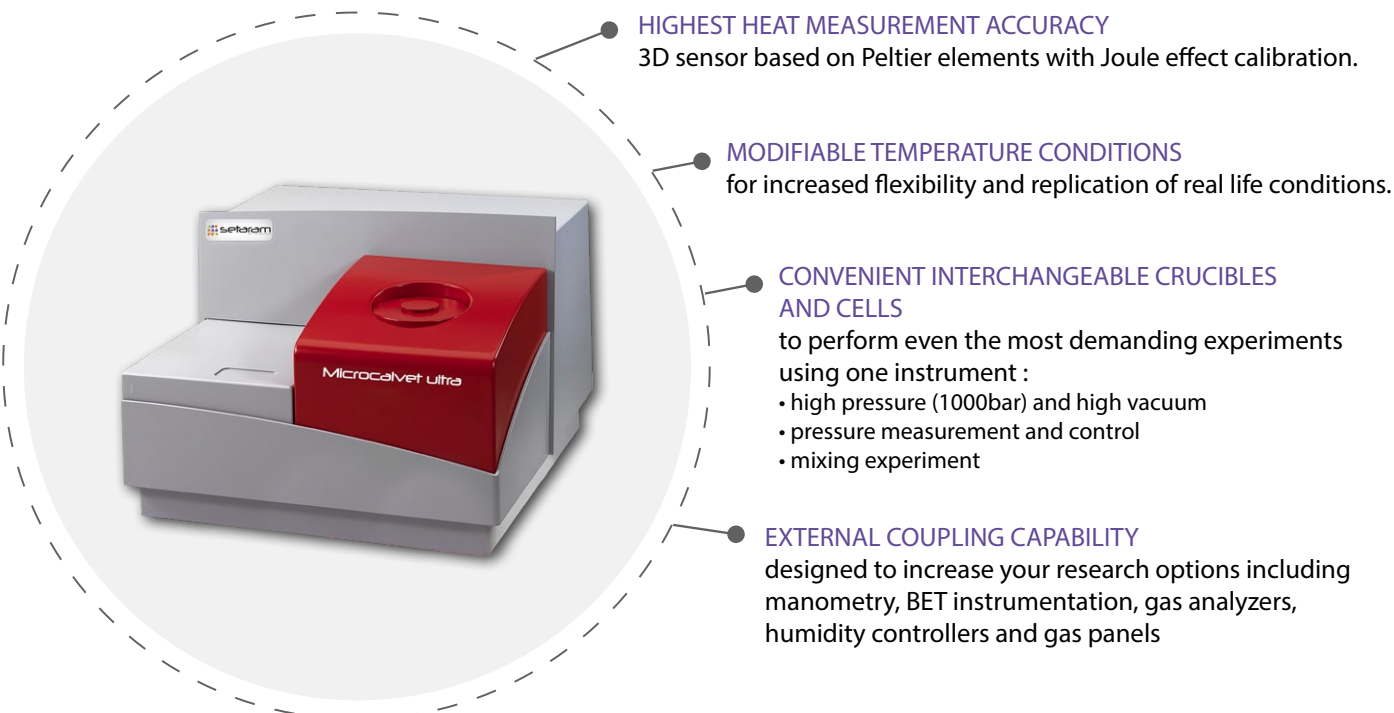 HIGHEST HEAT MEASUREMENT ACCURACY
3D sensor based on Peltier elements with Joule effect calibration.
MODIFIABLE TEMPERATURE CONDITIONS
for increased flexibility and replication of real life conditions.
setaram
Microcalvet ultra
CONVENIENT INTERCHANGEABLE CRUCIBLES
AND CELLS
to perform even the most demanding experiments
using one instrument :
• high pressure (1000bar) and high vacuum
• pressure measurement and control
• mixing experiment
EXTERNAL COUPLING CAPABILITY
designed to increase your research options including
manometry, BET instrumentation, gas analyzers,
humidity controllers and gas panels